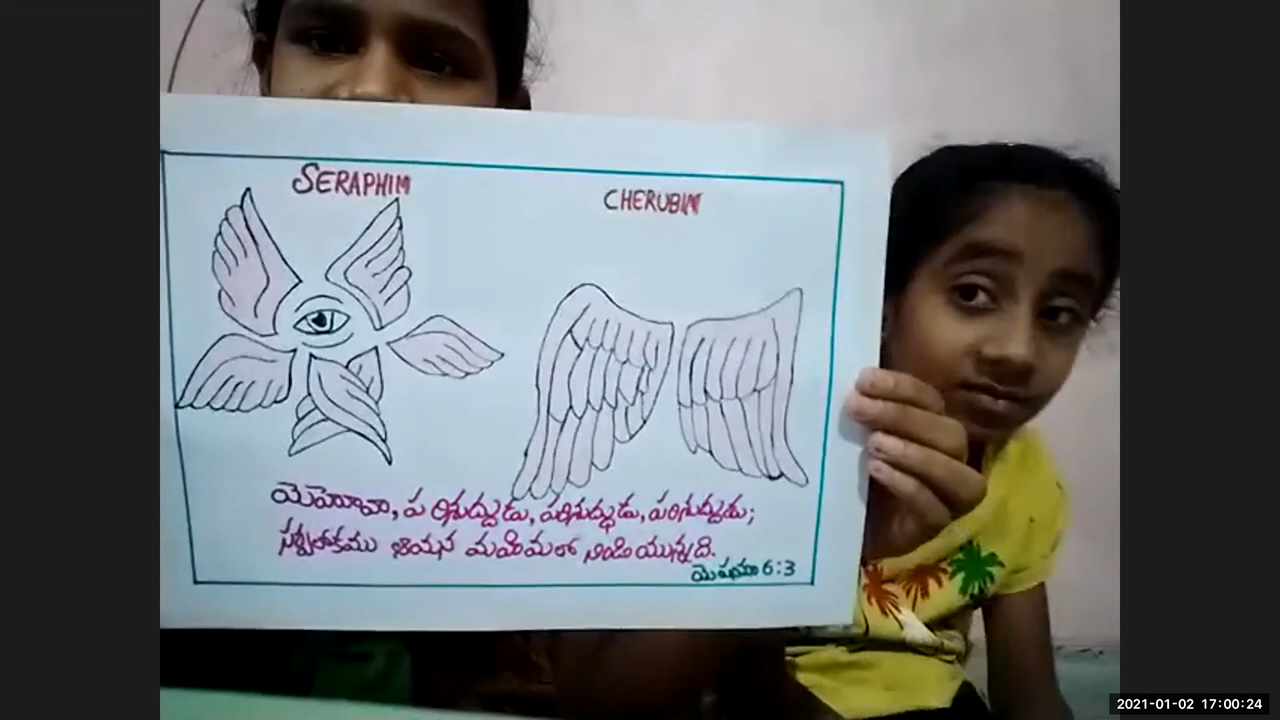 SERAPHIM
CHERUBIM
యెహోవా, పరిశుద్ధుడు, పరిశుద్ధుడు, పరిశుద్ధుడు;
సర్వలోకము ఆయన మహిమలో నిండి యున్నది.
యెషయా 6:3
2021-01-02 17:00:24